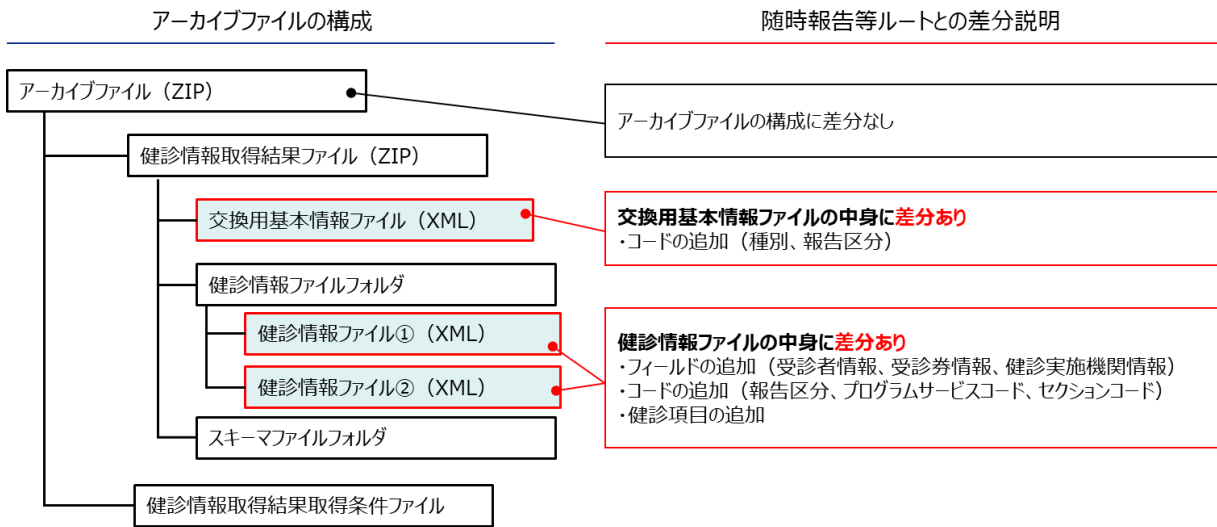 アーカイブファイルの構成
随時報告等ルートとの差分説明
アーカイブファイル（ZIP）
アーカイブファイルの構成に差分なし
健診情報取得結果ファイル（ZIP）
交換用基本情報ファイル（XML）
交換用基本情報ファイルの中身に差分あり
・コードの追加（種別、報告区分）
健診情報ファイルフォルダ
健診情報ファイル①（XML）
健診情報ファイル②（XML）
健診情報ファイルの中身に差分あり
・フィールドの追加（受診者情報、受診券情報、健診実施機関情報）
・コードの追加（報告区分、プログラムサービスコード、セクションコード）
・健診項目の追加
スキーマファイルフォルダ
健診情報取得結果取得条件ファイル